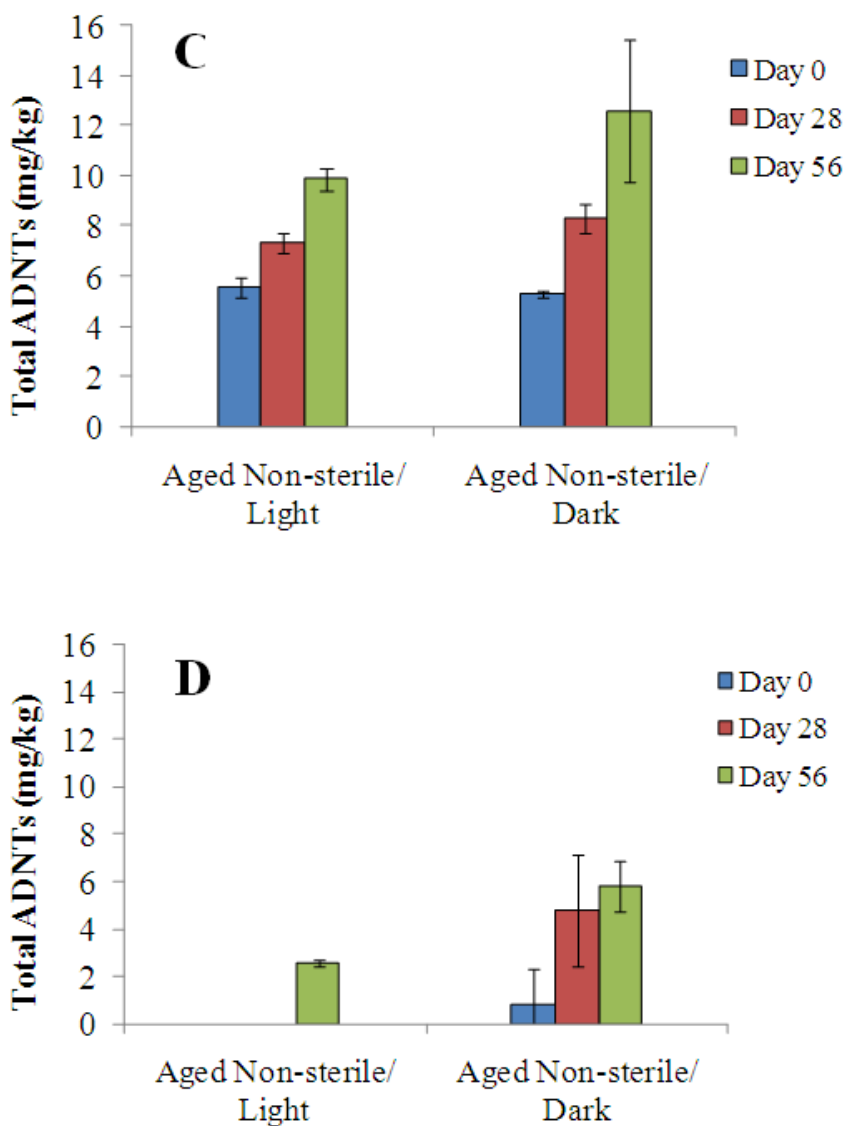 C
Total ADNTs (mg/kg)
16
14
12
10
8
6
4
2
0
Day 0
Day 28
Day 56
Aged Non-sterile/
Light
Aged Non-sterile/
Dark
D
Total ADNTs (mg/kg)
16
14
12
10
8
6
4
2
0
Day 0
Day 28
Day 56
Aged Non-sterile/
Light
Aged Non-sterile/
Dark